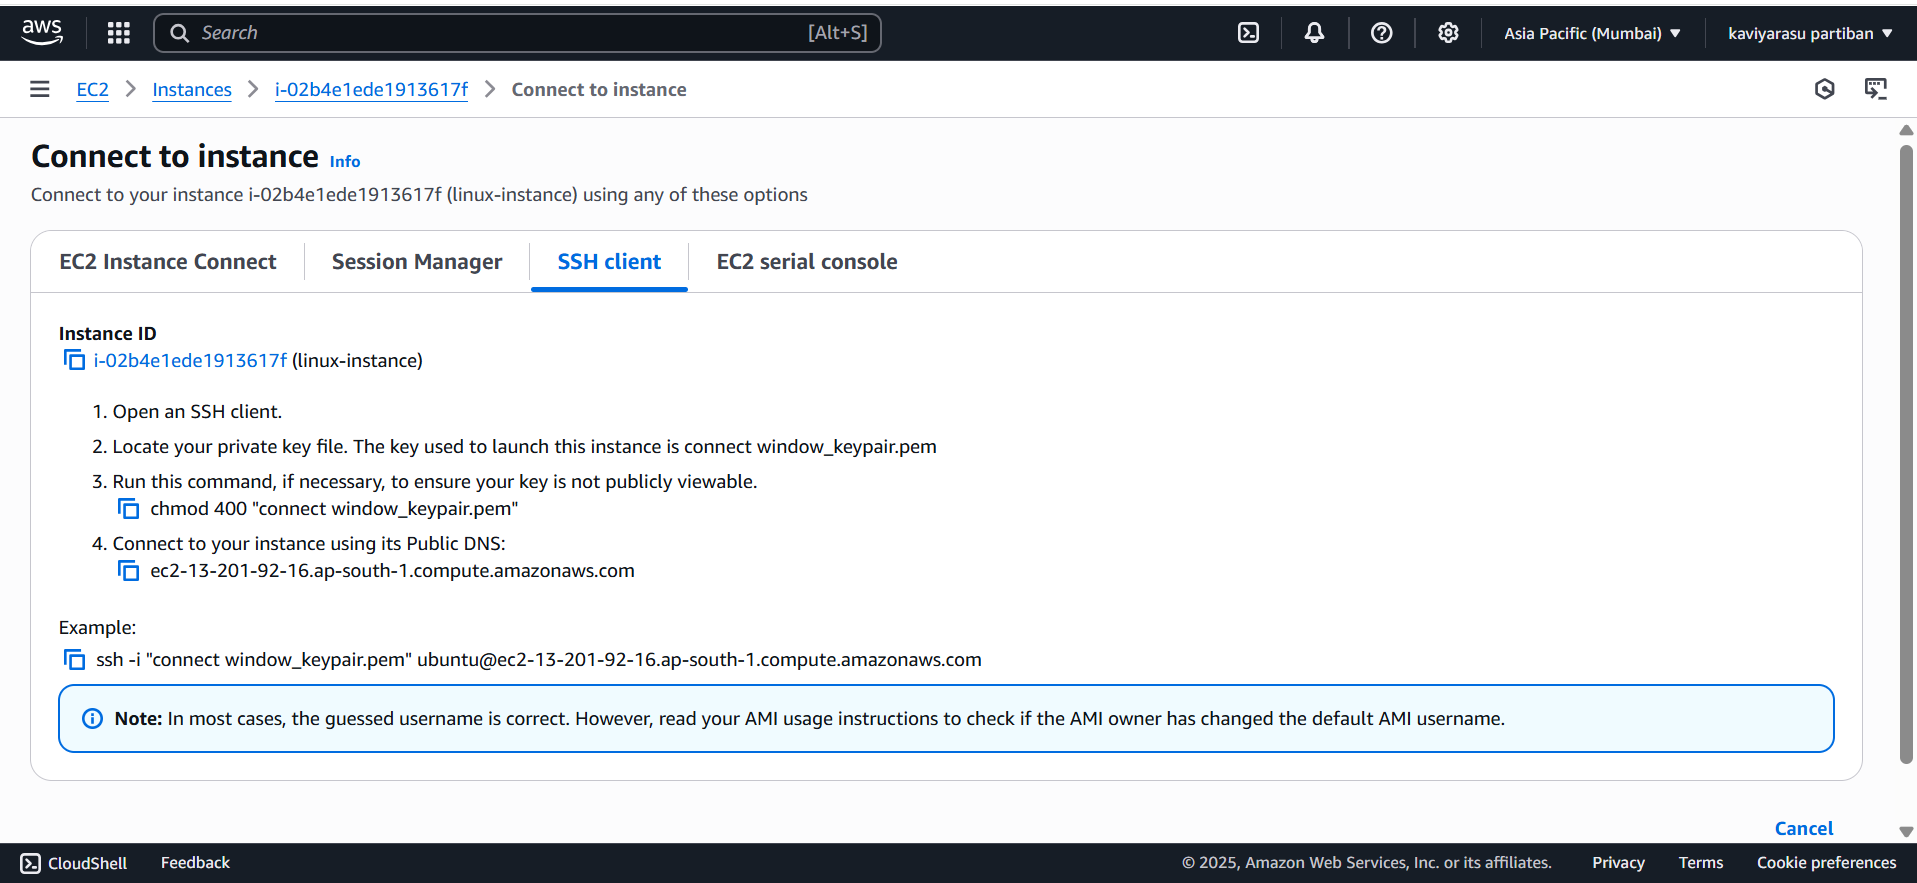 aws Search [Alt+S] Asia Pacific (Mumbai) kaviyarasu partiban
EC2 Instances i-02b4e1ede1913617f Connect to instance
Connect to instance Info
Connect to your instance i-02b4e1ede1913617f (linux-instance) using any of these options
EC2 Instance Connect Session Manager SSH client EC2 serial console
Instance ID
i-02b4e1ede1913617f (linux-instance)
1. Open an SSH client.
2. Locate your private key file. The key used to launch this instance is connect window_keypair.pem
3. Run this command, if necessary, to ensure your key is not publicly viewable.
chmod 400 "connect window_keypair.pem"
4. Connect to your instance using its Public DNS:
ec2-13-201-92-16.ap-south-1.compute.amazonaws.com
Example:
ssh -i "connect window_keypair.pem" ubuntu@ec2-13-201-92-16.ap-south-1.compute.amazonaws.com
Note: In most cases, the guessed username is correct. However, read your AMI usage instructions to check if the AMI owner has changed the default AMI username.
Cancel
CloudShell Feedback © 2025, Amazon Web Services, Inc. or its affiliates. Privacy Terms Cookie preferences